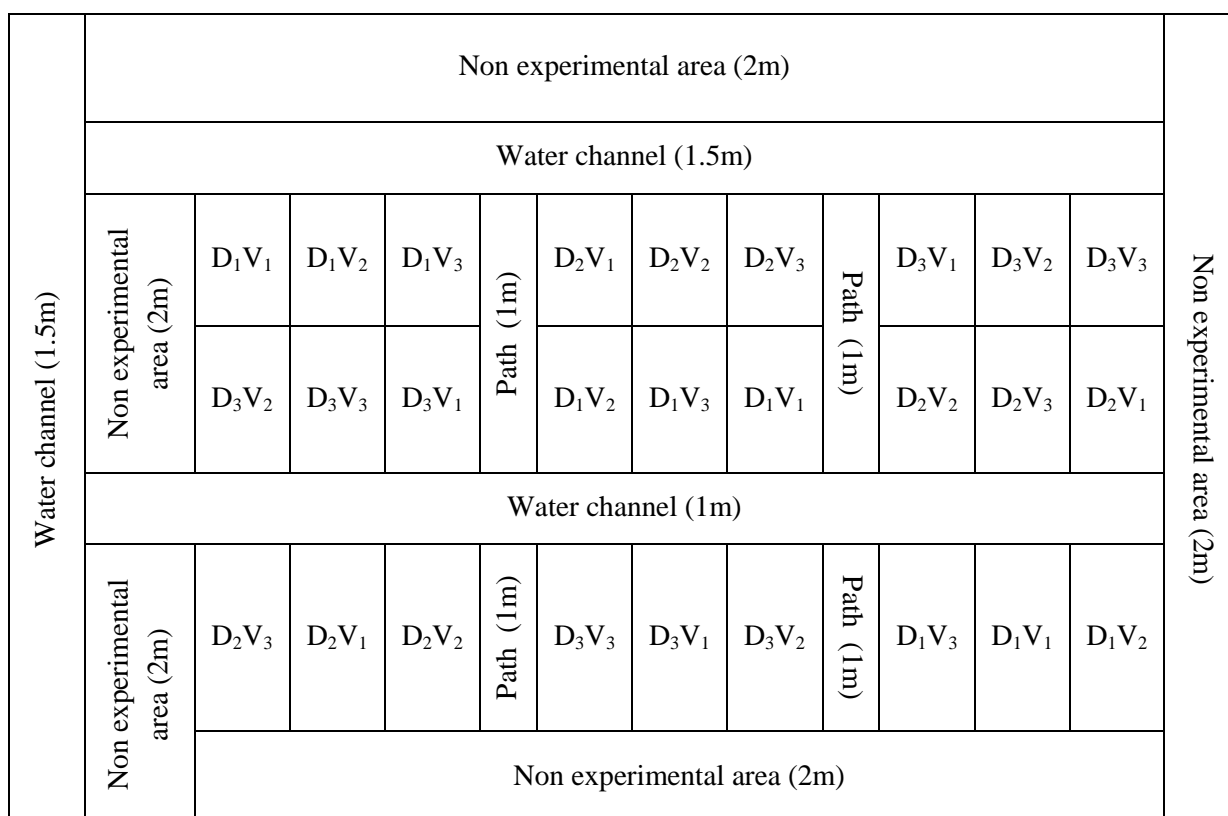 Non experimental area (2m)
Water channel (1.5m)
Water channel (1.5m)
Non experimental
area (2m)
D₁V₁ D₁V₂ D₁V₃ Path (1m) D₂V₁ D₂V₂ D₂V₃ Path (1m) D₃V₁ D₃V₂ D₃V₃
D₃V₂ D₃V₃ D₃V₁ D₁V₂ D₁V₃ D₁V₁ D₂V₂ D₂V₃ D₂V₁
Non experimental area (2m)
Water channel (1m)
Non experimental
area (2m)
D₂V₃ D₂V₁ D₂V₂ Path (1m) D₃V₃ D₃V₁ D₃V₂ Path (1m) D₁V₃ D₁V₁ D₁V₂
Non experimental area (2m)